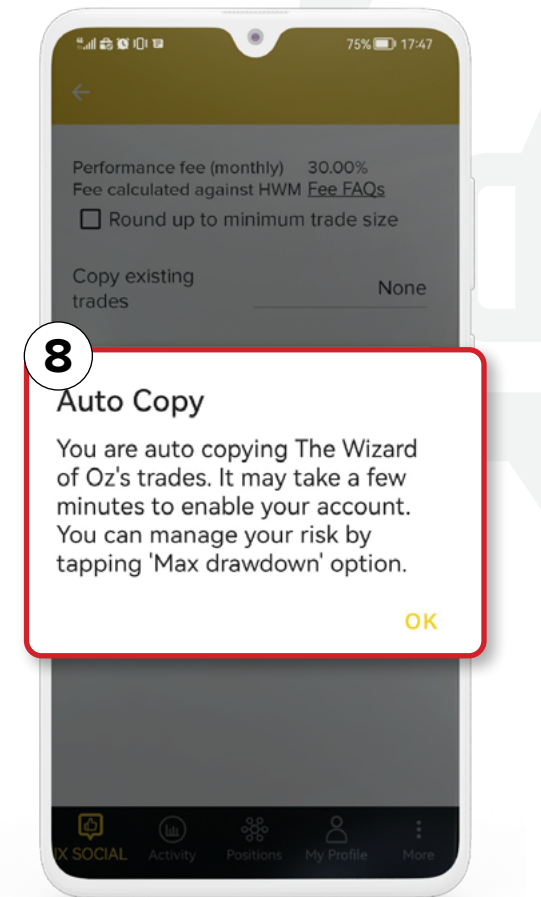 75% 17:47
Performance fee (monthly) 30.00%
Fee calculated against HWM Fee FAQs
Round up to minimum trade size
Copy existing
trades
None
8
Auto Copy
You are auto copying The Wizard
of Oz's trades. It may take a few
minutes to enable your account.
You can manage your risk by
tapping 'Max drawdown' option.
OK
IX SOCIAL Activity Positions My Profile More